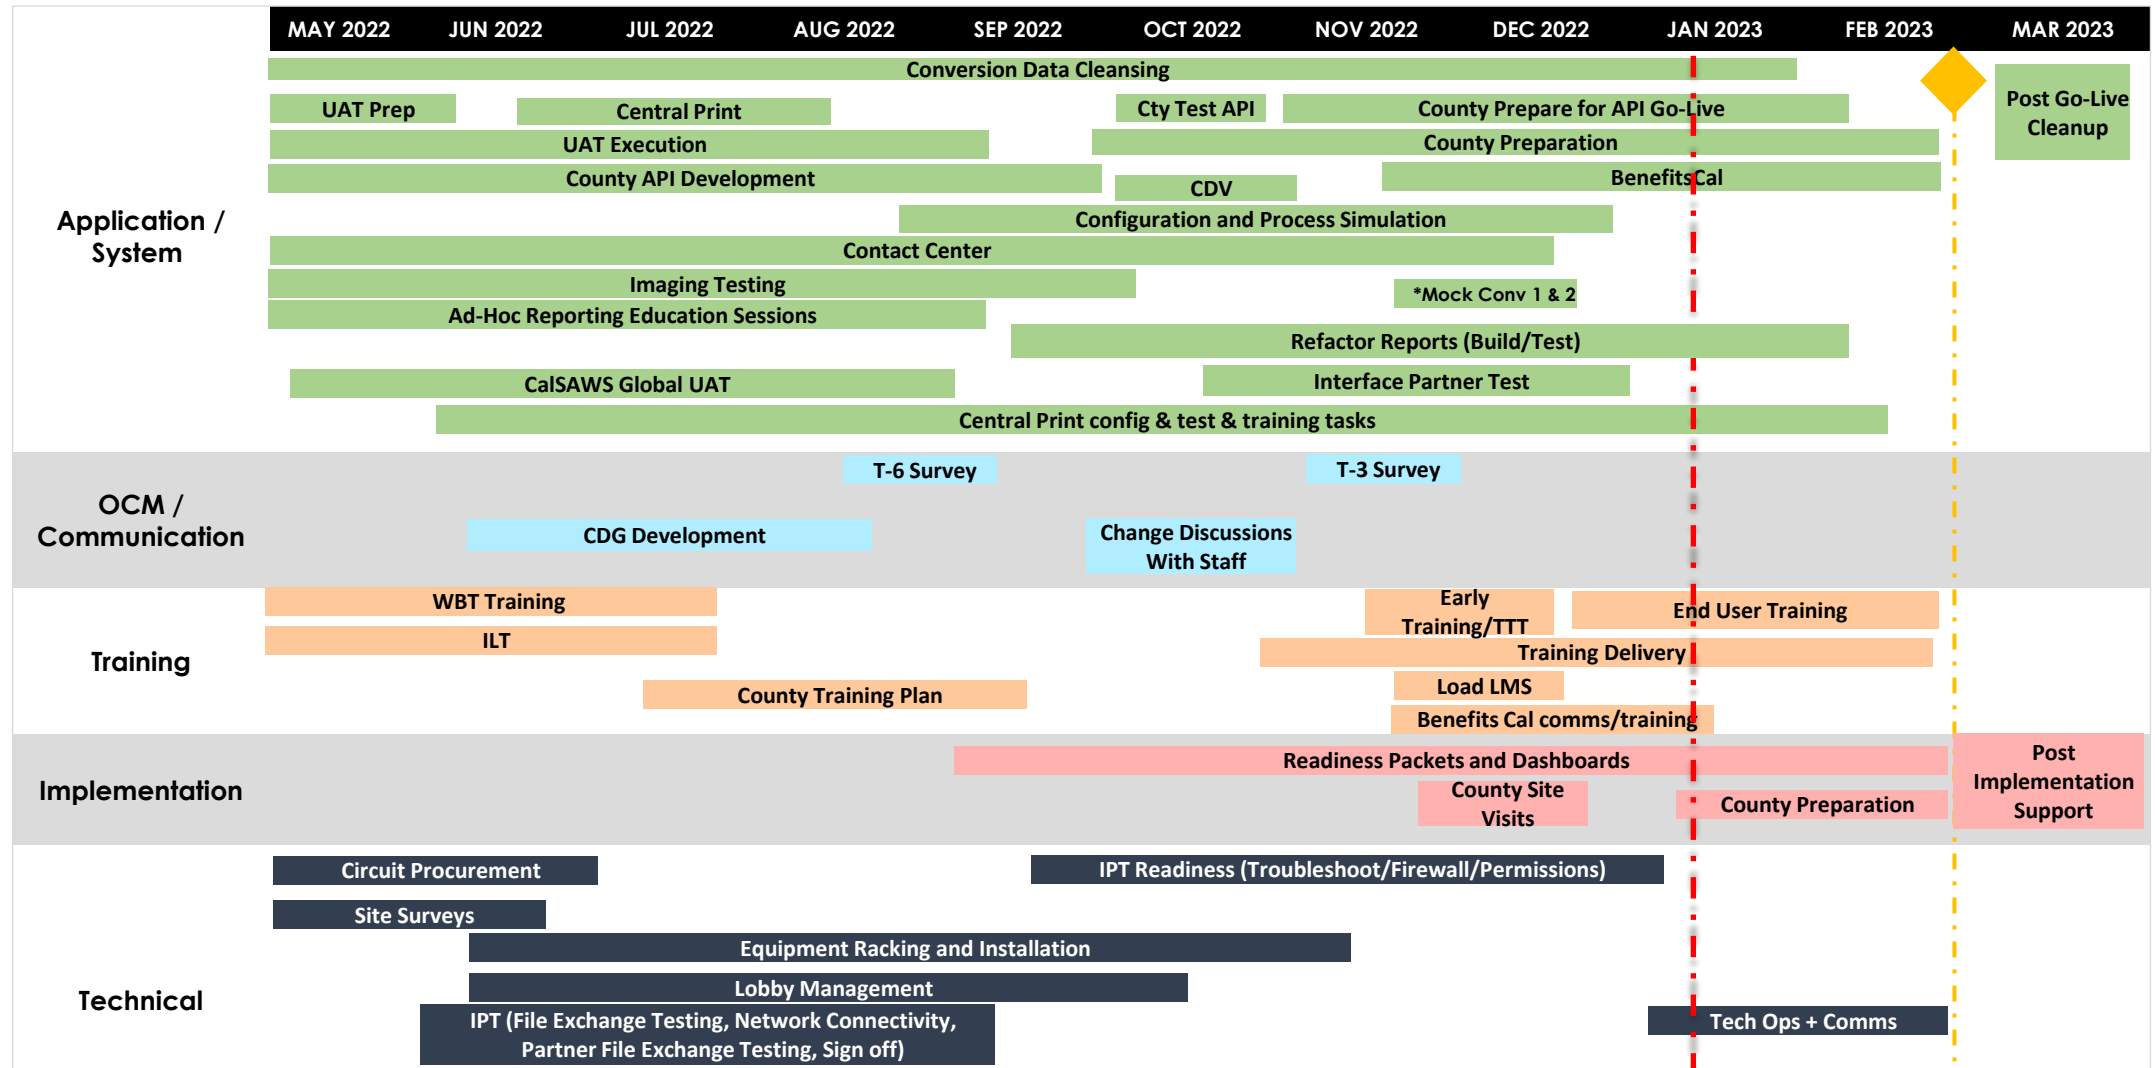 MAY 2022 JUN 2022 JUL 2022 AUG 2022 SEP 2022 OCT 2022 NOV 2022 DEC 2022 JAN 2023 FEB 2023 MAR 2023
Application /
System
Conversion Data Cleansing
UAT Prep
Central Print
Cty Test API
County Prepare for API Go-Live
Post Go-Live
Cleanup
UAT Execution
County Preparation
County API Development
CDV
BenefitsCal
Configuration and Process Simulation
Contact Center
Imaging Testing
*Mock Conv 1 & 2
Ad-Hoc Reporting Education Sessions
Refactor Reports (Build/Test)
CalSAWS Global UAT
Interface Partner Test
Central Print config & test & training tasks
OCM /
Communication
T-6 Survey
T-3 Survey
CDG Development
Change Discussions
With Staff
Training
WBT Training
Early
Training/TTT
End User Training
ILT
Training Delivery
County Training Plan
Load LMS
Benefits Cal comms/training
Implementation
Readiness Packets and Dashboards
County Site
Visits
County Preparation
Post
Implementation
Support
Technical
Circuit Procurement
IPT Readiness (Troubleshoot/Firewall/Permissions)
Site Surveys
Equipment Racking and Installation
Lobby Management
IPT (File Exchange Testing, Network Connectivity,
Partner File Exchange Testing, Sign off)
Tech Ops + Comms